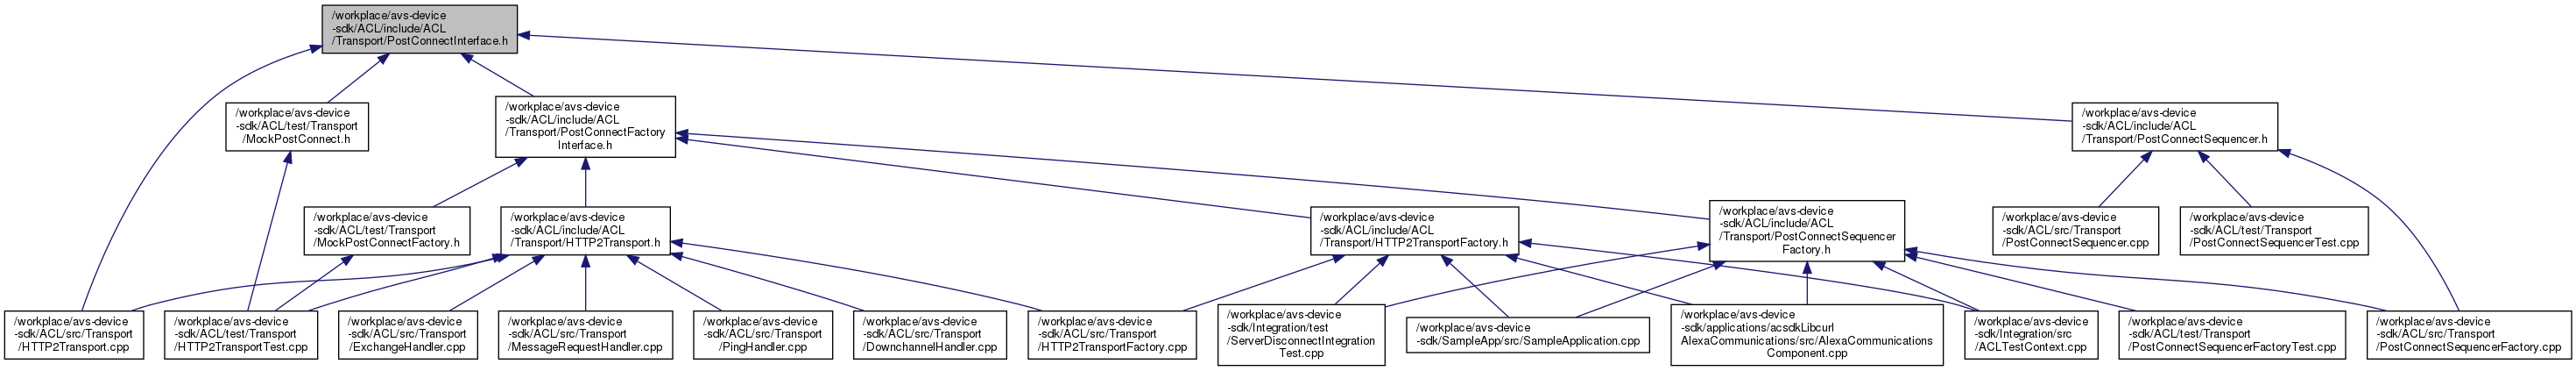 /workplace/avs-device
-sdk/ACL/include/ACL
/Transport/PostConnectInterface.h
/workplace/avs-device
-sdk/ACL/test/Transport
/MockPostConnect.h
/workplace/avs-device
-sdk/ACL/include/ACL
/Transport/PostConnectFactory
Interface.h
/workplace/avs-device
-sdk/ACL/include/ACL
/Transport/PostConnectSequencer.h
/workplace/avs-device
-sdk/ACL/test/Transport
/MockPostConnectFactory.h
/workplace/avs-device
-sdk/ACL/include/ACL
/Transport/HTTP2Transport.h
/workplace/avs-device
-sdk/ACL/include/ACL
/Transport/HTTP2TransportFactory.h
/workplace/avs-device
-sdk/ACL/include/ACL
/Transport/PostConnectSequencer
Factory.h
/workplace/avs-device
-sdk/ACL/src/Transport
/PostConnectSequencer.cpp
/workplace/avs-device
-sdk/ACL/test/Transport
/PostConnectSequencerTest.cpp
/workplace/avs-device
-sdk/ACL/src/Transport
/HTTP2Transport.cpp
/workplace/avs-device
-sdk/ACL/test/Transport
/HTTP2TransportTest.cpp
/workplace/avs-device
-sdk/ACL/src/Transport
/ExchangeHandler.cpp
/workplace/avs-device
-sdk/ACL/src/Transport
/MessageRequestHandler.cpp
/workplace/avs-device
-sdk/ACL/src/Transport
/PingHandler.cpp
/workplace/avs-device
-sdk/ACL/src/Transport
/DownchannelHandler.cpp
/workplace/avs-device
-sdk/ACL/src/Transport
/HTTP2TransportFactory.cpp
/workplace/avs-device
-sdk/Integration/test
/ServerDisconnectIntegration
Test.cpp
/workplace/avs-device
-sdk/SampleApp/src/SampleApplication.cpp
/workplace/avs-device
-sdk/applications/acsdkLibcurl
AlexaCommunications/src/AlexaCommunications
Component.cpp
/workplace/avs-device
-sdk/Integration/src
/ACLTestContext.cpp
/workplace/avs-device
-sdk/ACL/test/Transport
/PostConnectSequencerFactoryTest.cpp
/workplace/avs-device
-sdk/ACL/src/Transport
/PostConnectSequencerFactory.cpp